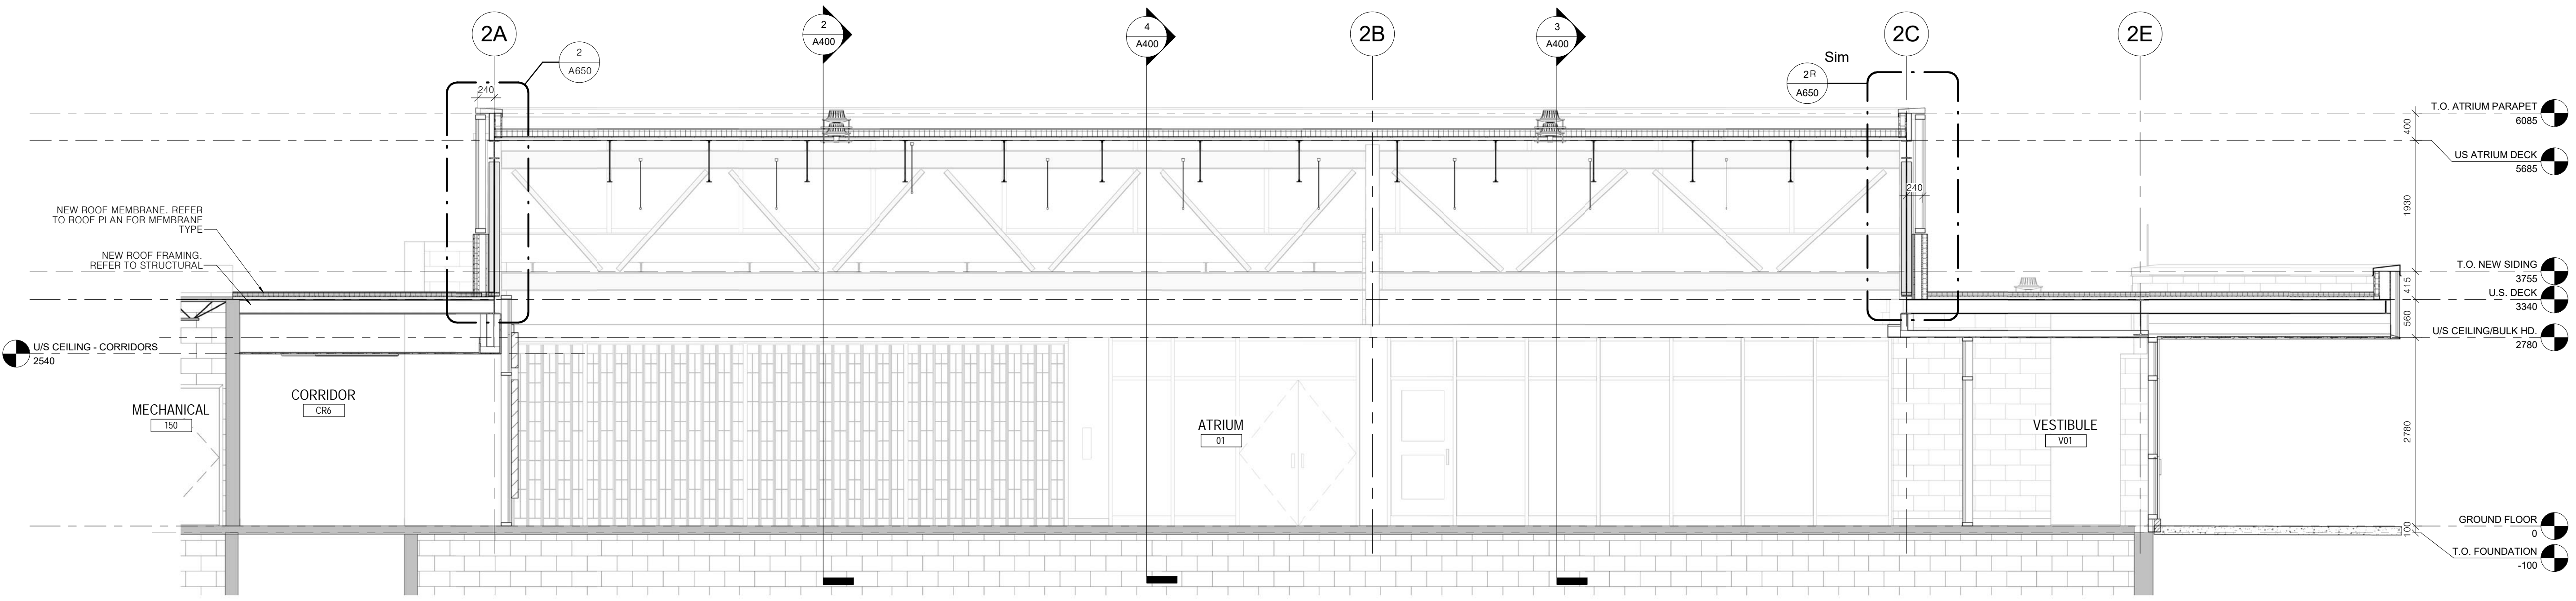 2A
2
A650
2
A400
4
A400
2B
3
A400
Sim
2R
A650
2C
2E
240
240
T.O. ATRIUM PARAPET
6085
400
US ATRIUM DECK
5685
1930
NEW ROOF MEMBRANE. REFER
TO ROOF PLAN FOR MEMBRANE
TYPE
NEW ROOF FRAMING.
REFER TO STRUCTURAL
T.O. NEW SIDING
3755
415
U.S. DECK
3340
560
U/S CEILING/BULK HD.
2780
U/S CEILING - CORRIDORS
2540
MECHANICAL
150
CORRIDOR
CR6
ATRIUM
01
VESTIBULE
V01
2780
GROUND FLOOR
0
100
T.O. FOUNDATION
-100